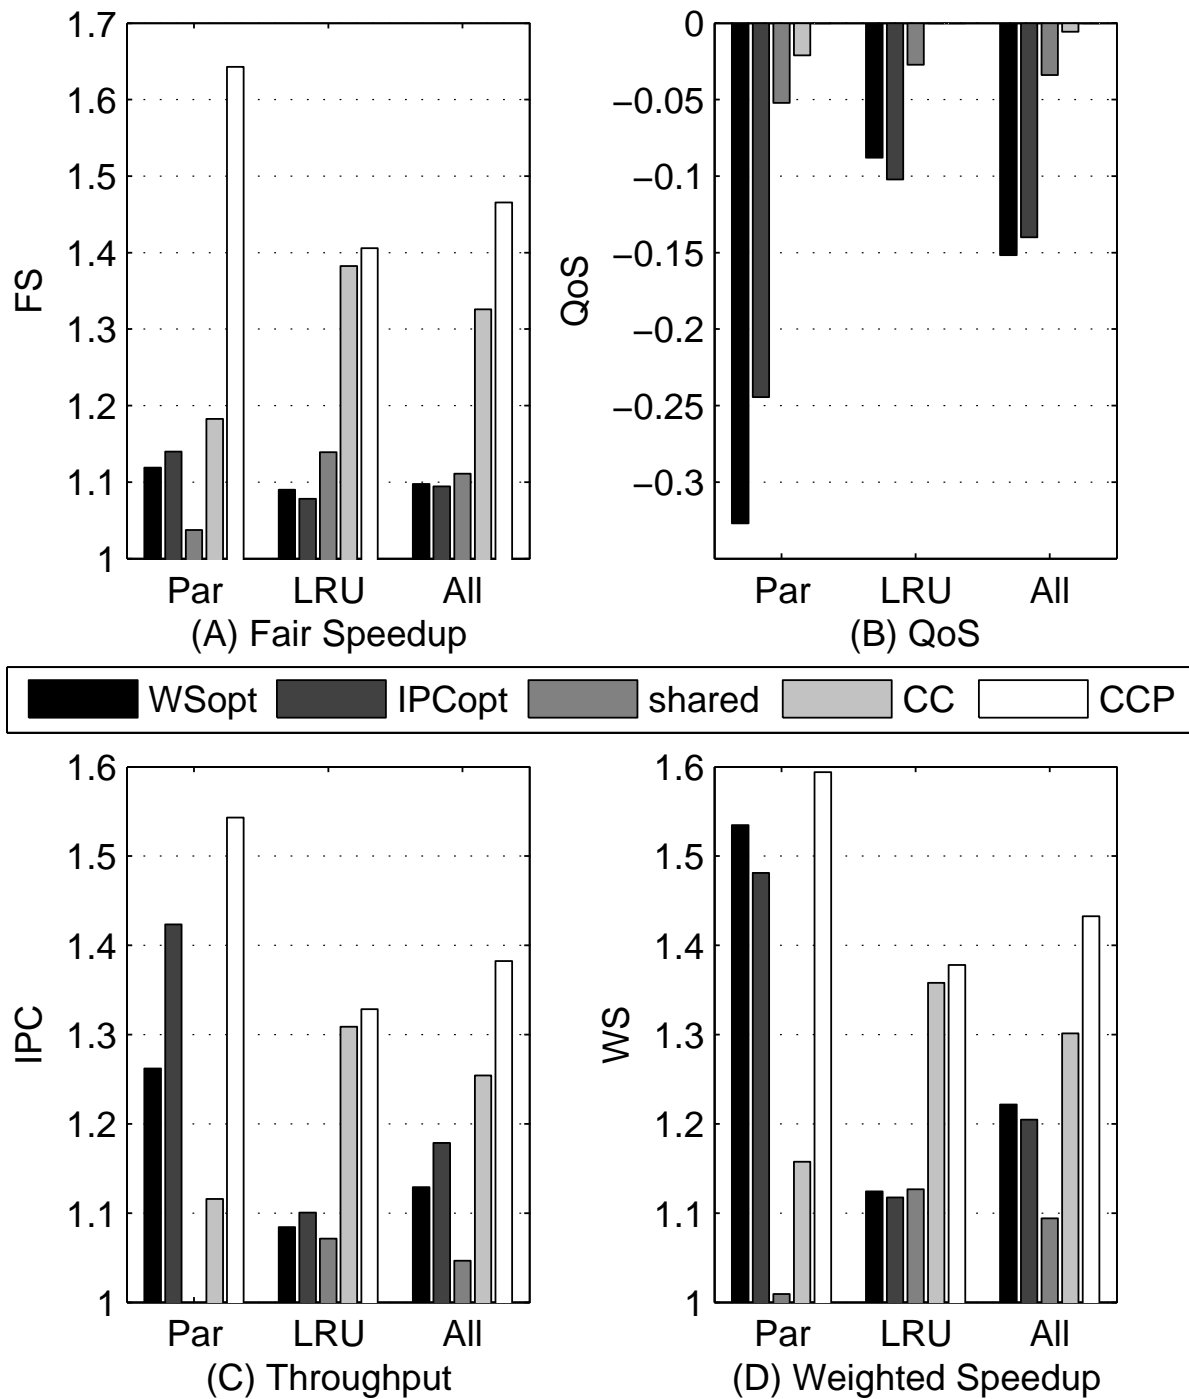 1.7
1.6
1.5
1.4
1.3
1.2
1.1
1
FS
Par LRU All
(A) Fair Speedup
0
−0.05
−0.1
−0.15
−0.2
−0.25
−0.3
QoS
Par LRU All
(B) QoS
WSopt IPCopt shared CC CCP
1.6
1.5
1.4
1.3
1.2
1.1
1
IPC
Par LRU All
(C) Throughput
1.6
1.5
1.4
1.3
1.2
1.1
1
WS
Par LRU All
(D) Weighted Speedup